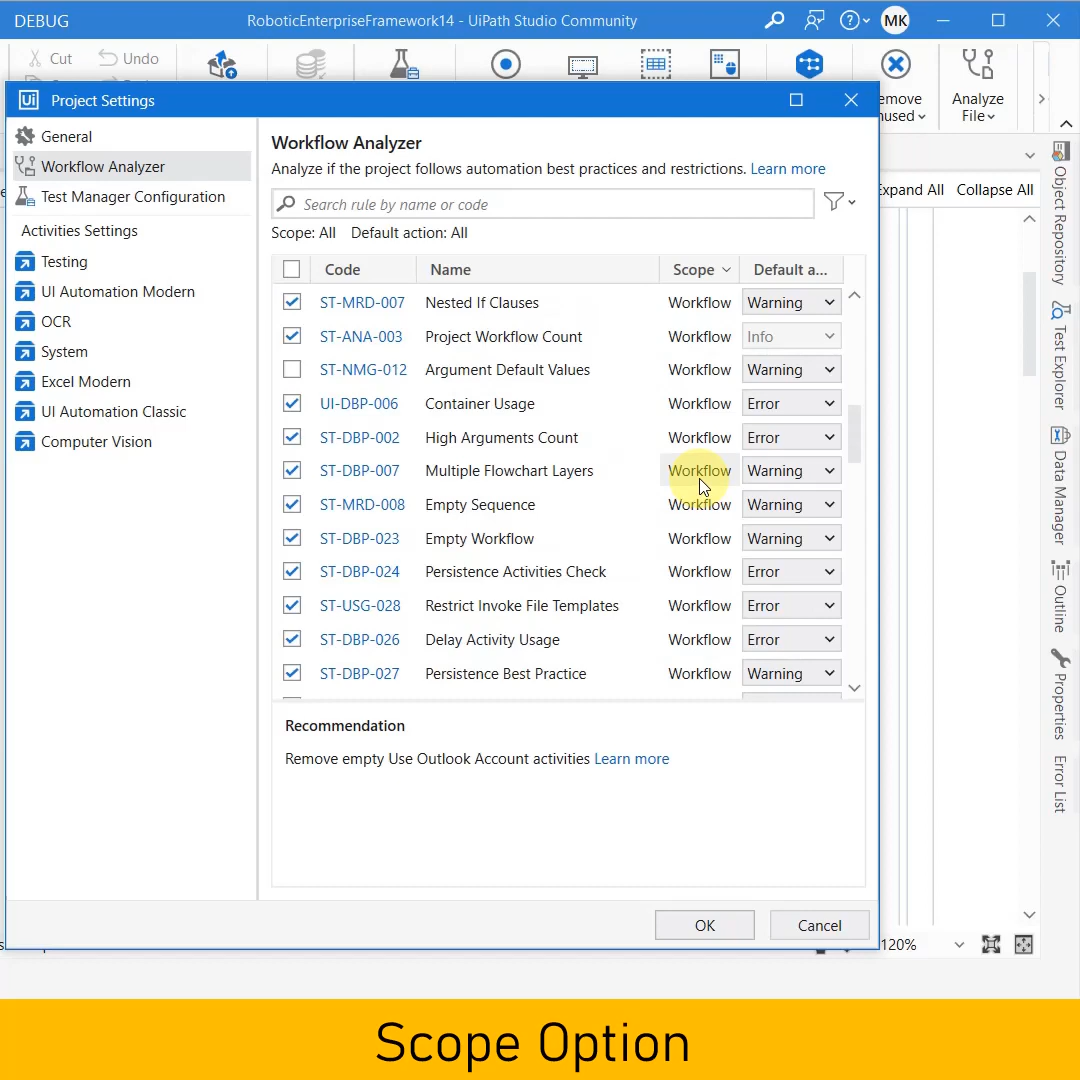 DEBUG
RoboticEnterpriseFramework14 - UiPath Studio Community
MK
Cut
Undo
emove
nused
Analyze
File
Ui Project Settings
General
Workflow Analyzer
Test Manager Configuration
Activities Settings
Testing
UI Automation Modern
OCR
System
Excel Modern
UI Automation Classic
Computer Vision
Workflow Analyzer
Analyze if the project follows automation best practices and restrictions. Learn more
Search rule by name or code
Scope: All Default action: All
Code Name Scope Default a...
ST-MRD-007 Nested If Clauses Workflow Warning
ST-ANA-003 Project Workflow Count Workflow Info
ST-NMG-012 Argument Default Values Workflow Warning
UI-DBP-006 Container Usage Workflow Error
ST-DBP-002 High Arguments Count Workflow Error
ST-DBP-007 Multiple Flowchart Layers Workflow Warning
ST-MRD-008 Empty Sequence Workflow Warning
ST-DBP-023 Empty Workflow Workflow Warning
ST-DBP-024 Persistence Activities Check Workflow Error
ST-USG-028 Restrict Invoke File Templates Workflow Error
ST-DBP-026 Delay Activity Usage Workflow Error
ST-DBP-027 Persistence Best Practice Workflow Warning
Recommendation
Remove empty Use Outlook Account activities Learn more
OK
Cancel
xpand All Collapse All
Object Repository
Test Explorer
Data Manager
Outline
Properties
Error List
120%
Scope Option